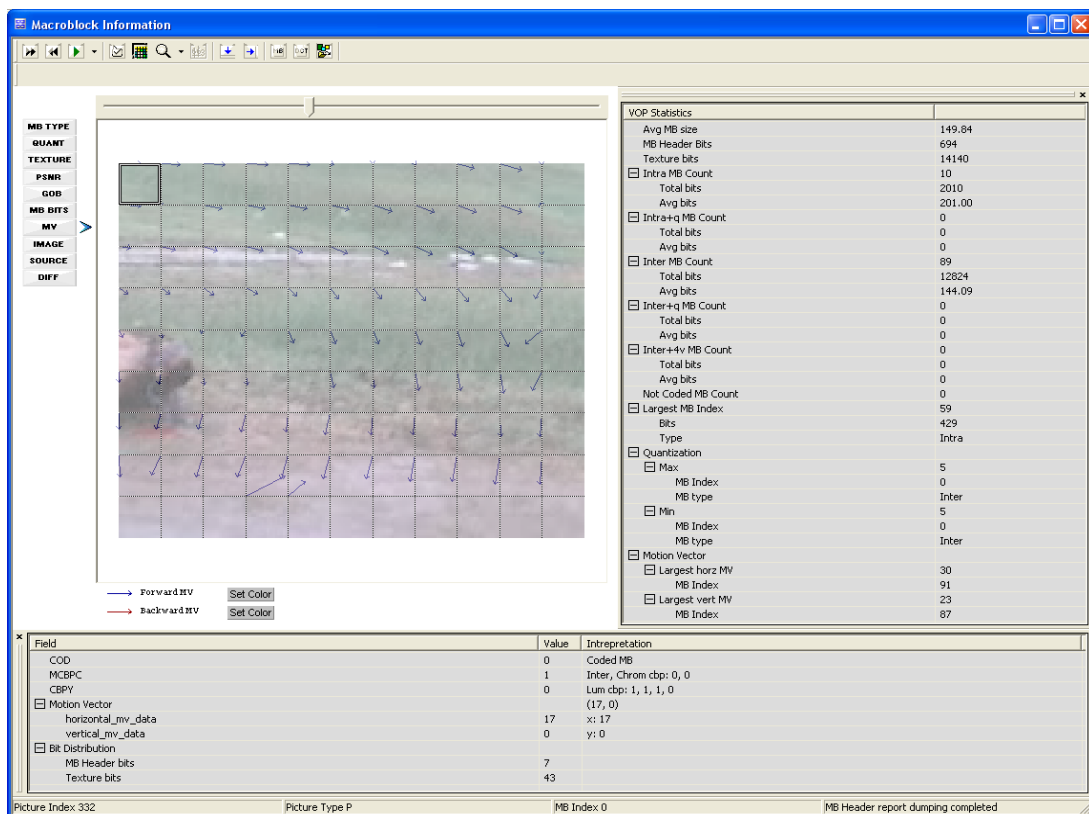 Macroblock Information
MB OUT
VOP Statistics
Avg MB size 149.84
MB Header Bits 694
Texture bits 14140
Intra MB Count 10
Total bits 2010
Avg bits 201.00
Intra+q MB Count 0
Total bits 0
Avg bits 0
Inter MB Count 89
Total bits 12824
Avg bits 144.09
Inter+q MB Count 0
Total bits 0
Avg bits 0
Inter+4v MB Count 0
Total bits 0
Avg bits 0
Not Coded MB Count 0
Largest MB Index 59
Bits 429
Type Intra
Quantization
Max 5
MB Index 0
MB type Inter
Min 5
MB Index 0
MB type Inter
Motion Vector
Largest horz MV 30
MB Index 91
Largest vert MV 23
MB Index 87
MB TYPE
QUANT
TEXTURE
PSNR
GOB
MB BITS
MV
IMAGE
SOURCE
DIFF
Forward MV Set Color
Backward MV Set Color
Field Value Intrepretation
COD 0 Coded MB
MCBPC 1 Inter, Chrom cbp: 0, 0
CBPY 0 Lum cbp: 1, 1, 1, 0
Motion Vector (17, 0)
horizontal_mv_data 17 x: 17
vertical_mv_data 0 y: 0
Bit Distribution
MB Header bits 7
Texture bits 43
Picture Index 332 Picture Type P MB Index 0 MB Header report dumping completed